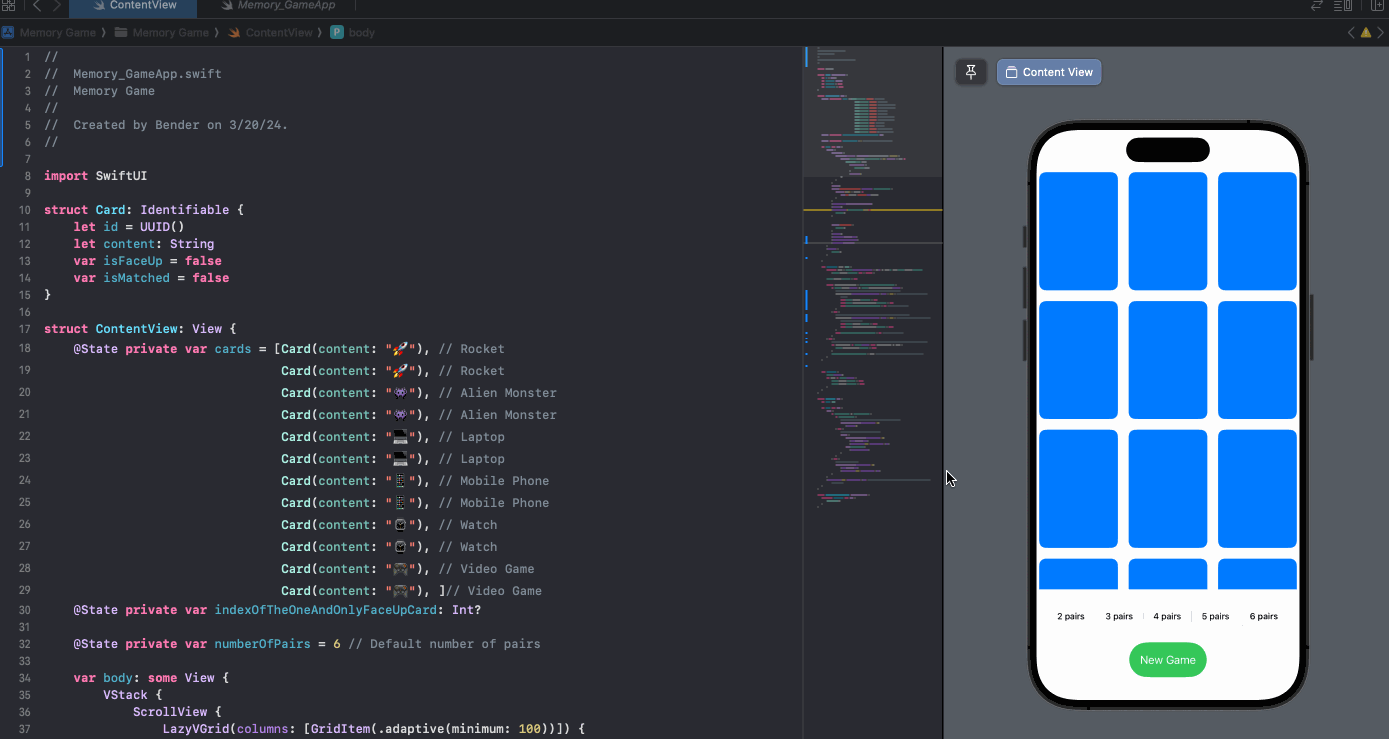 ContentView
Memory_GameApp
Memory Game
Memory Game
ContentView
P
body
1 //
2 //  Memory_GameApp.swift
3 //  Memory Game
4 //
5 //  Created by Bender on 3/20/24.
6 //
7
8 import SwiftUI
9
10 struct Card: Identifiable {
11     let id = UUID()
12     let content: String
13     var isFaceUp = false
14     var isMatched = false
15 }
16
17 struct ContentView: View {
18     @State private var cards = [Card(content: "🚀"), // Rocket
19                                 Card(content: "🚀"), // Rocket
20                                 Card(content: "👾"), // Alien Monster
21                                 Card(content: "👾"), // Alien Monster
22                                 Card(content: "💻"), // Laptop
23                                 Card(content: "💻"), // Laptop
24                                 Card(content: "📱"), // Mobile Phone
25                                 Card(content: "📱"), // Mobile Phone
26                                 Card(content: "⌚️"), // Watch
27                                 Card(content: "⌚️"), // Watch
28                                 Card(content: "🎮"), // Video Game
29                                 Card(content: "🎮"), ]// Video Game
30     @State private var indexOfTheOneAndOnlyFaceUpCard: Int?
31
32     @State private var numberOfPairs = 6 // Default number of pairs
33
34     var body: some View {
35         VStack {
36             ScrollView {
37                 LazyVGrid(columns: [GridItem(.adaptive(minimum: 100))]) {
Content View
2 pairs
3 pairs
4 pairs
5 pairs
6 pairs
New Game